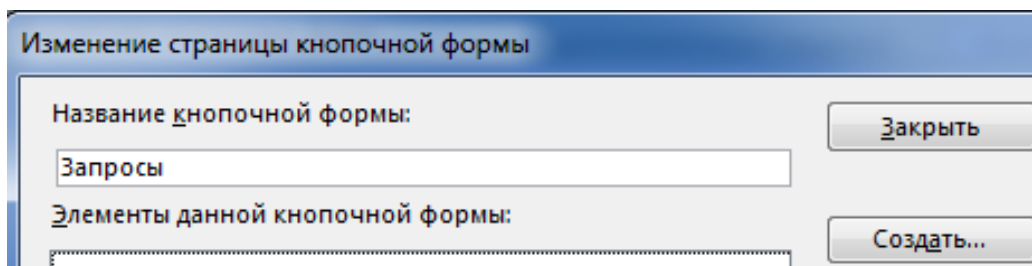 Изменение страницы кнопочной формы
Название кнопочной формы:
Закрыть
Запросы
Элементы данной кнопочной формы:
Создать...